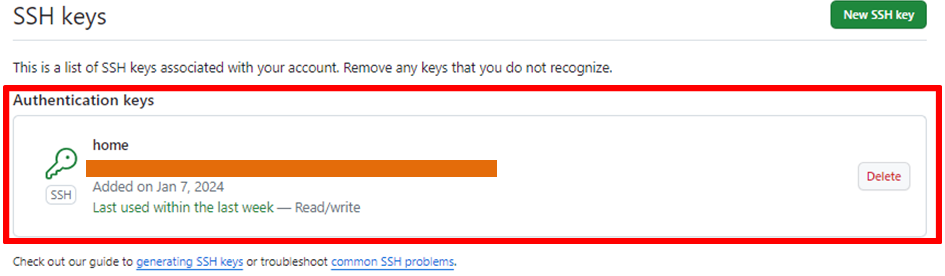 SSH keys
New SSH key
This is a list of SSH keys associated with your account. Remove any keys that you do not recognize.
Authentication keys
home
SSH
Added on Jan 7, 2024
Last used within the last week — Read/write
Delete
Check out our guide to generating SSH keys or troubleshoot common SSH problems.